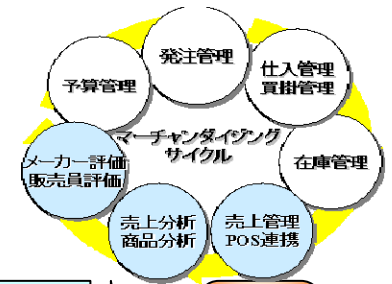 発注管理
仕入管理
買掛管理
予算管理
マーチャンダイジング
サイクル
在庫管理
メーカー評価
販売員評価
売上分析
商品分析
売上管理
POS連携